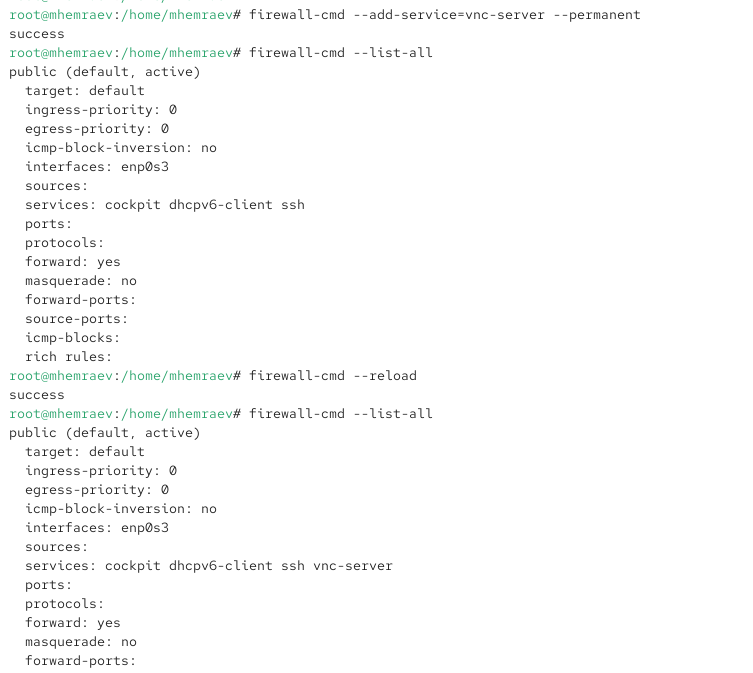 root@mhemraev:/home/mhemraev# firewall-cmd --add-service=vnc-server --permanent
success
root@mhemraev:/home/mhemraev# firewall-cmd --list-all
public (default, active)
  target: default
  ingress-priority: 0
  egress-priority: 0
  icmp-block-inversion: no
  interfaces: enp0s3
  sources:
  services: cockpit dhcpv6-client ssh
  ports:
  protocols:
  forward: yes
  masquerade: no
  forward-ports:
  source-ports:
  icmp-blocks:
  rich rules:
root@mhemraev:/home/mhemraev# firewall-cmd --reload
success
root@mhemraev:/home/mhemraev# firewall-cmd --list-all
public (default, active)
  target: default
  ingress-priority: 0
  egress-priority: 0
  icmp-block-inversion: no
  interfaces: enp0s3
  sources:
  services: cockpit dhcpv6-client ssh vnc-server
  ports:
  protocols:
  forward: yes
  masquerade: no
  forward-ports: